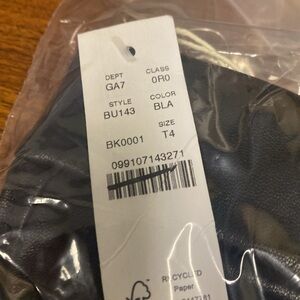 DEPT CLASS
GA7 0R0
STYLE COLOR
BU143 BLA
SIZE
BK0001 T4
099107143271
RECYCLED
Paper